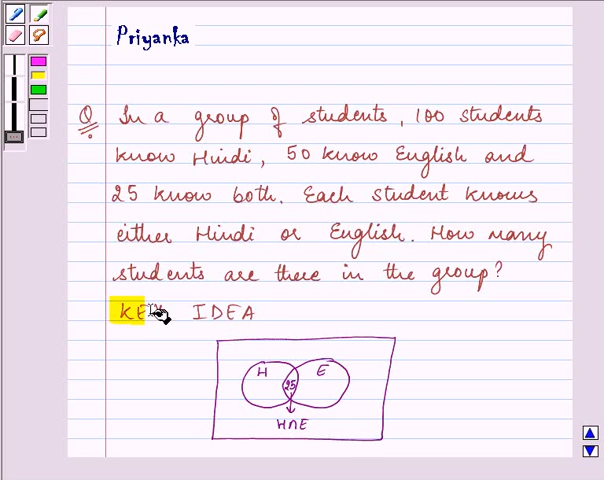 Priyanka
Q In a group of students, 100 students
know Hindi, 50 know English and
25 know both. Each student knows
either Hindi or English. How many
students are there in the group?
KEY IDEA
H E
25
H∩E